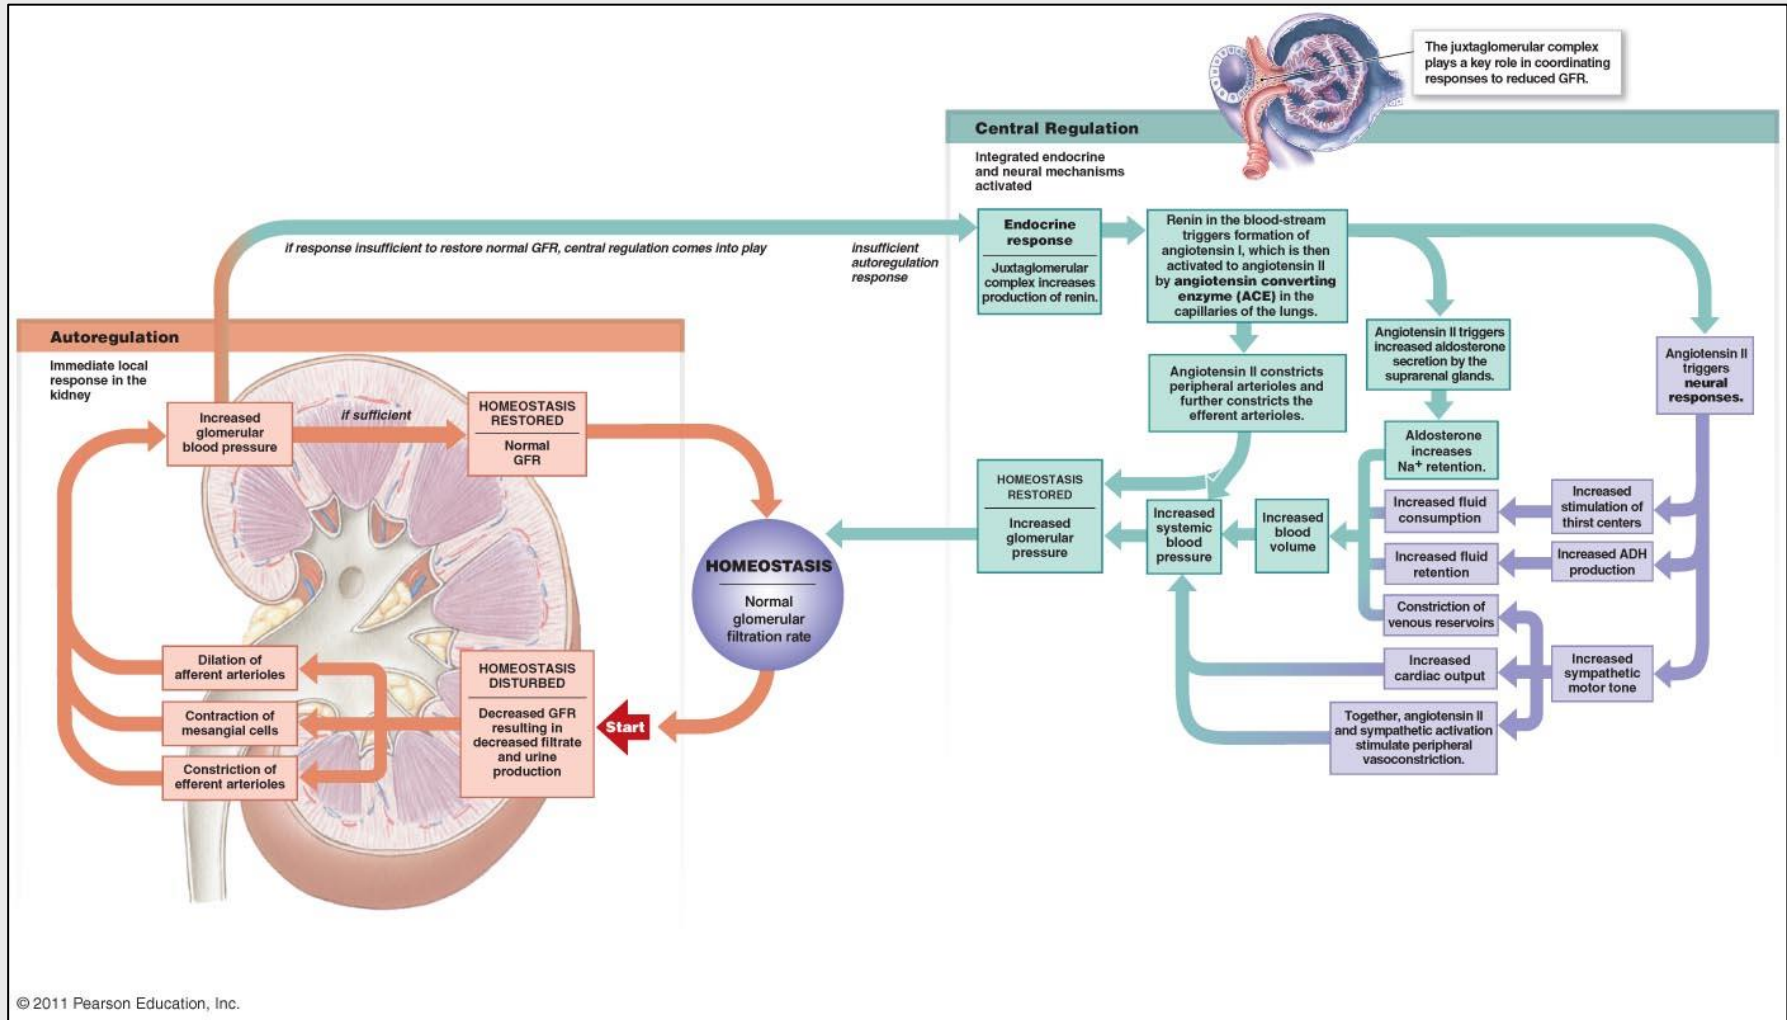 The juxtaglomerular complex
plays a key role in coordinating
responses to reduced GFR.
Central Regulation
Integrated endocrine
and neural mechanisms
activated
if response insufficient to restore normal GFR, central regulation comes into play
insufficient
autoregulation
response
Endocrine
response
Juxtaglomerular
complex increases
production of renin.
Renin in the blood-stream
triggers formation of
angiotensin I, which is then
activated to angiotensin II
by angiotensin converting
enzyme (ACE) in the
capillaries of the lungs.
Angiotensin II triggers
increased aldosterone
secretion by the
suprarenal glands.
Angiotensin II
triggers
neural
responses.
Angiotensin II constricts
peripheral arterioles and
further constricts the
efferent arterioles.
Aldosterone
increases
Na+ retention.
HOMEOSTASIS
RESTORED
Increased
glomerular
pressure
Increased
systemic
blood
pressure
Increased
blood
volume
Increased fluid
consumption
Increased
stimulation of
thirst centers
Increased fluid
retention
Increased ADH
production
Constriction of
venous reservoirs
Increased
cardiac output
Increased
sympathetic
motor tone
Together, angiotensin II
and sympathetic activation
stimulate peripheral
vasoconstriction.
Autoregulation
Immediate local
response in the
kidney
Increased
glomerular
blood pressure
if sufficient
HOMEOSTASIS
RESTORED
Normal
GFR
HOMEOSTASIS
Normal
glomerular
filtration rate
Dilation of
afferent arterioles
Contraction of
mesangial cells
Constriction of
efferent arterioles
HOMEOSTASIS
DISTURBED
Decreased GFR
resulting in
decreased filtrate
and urine
production
Start
© 2011 Pearson Education, Inc.